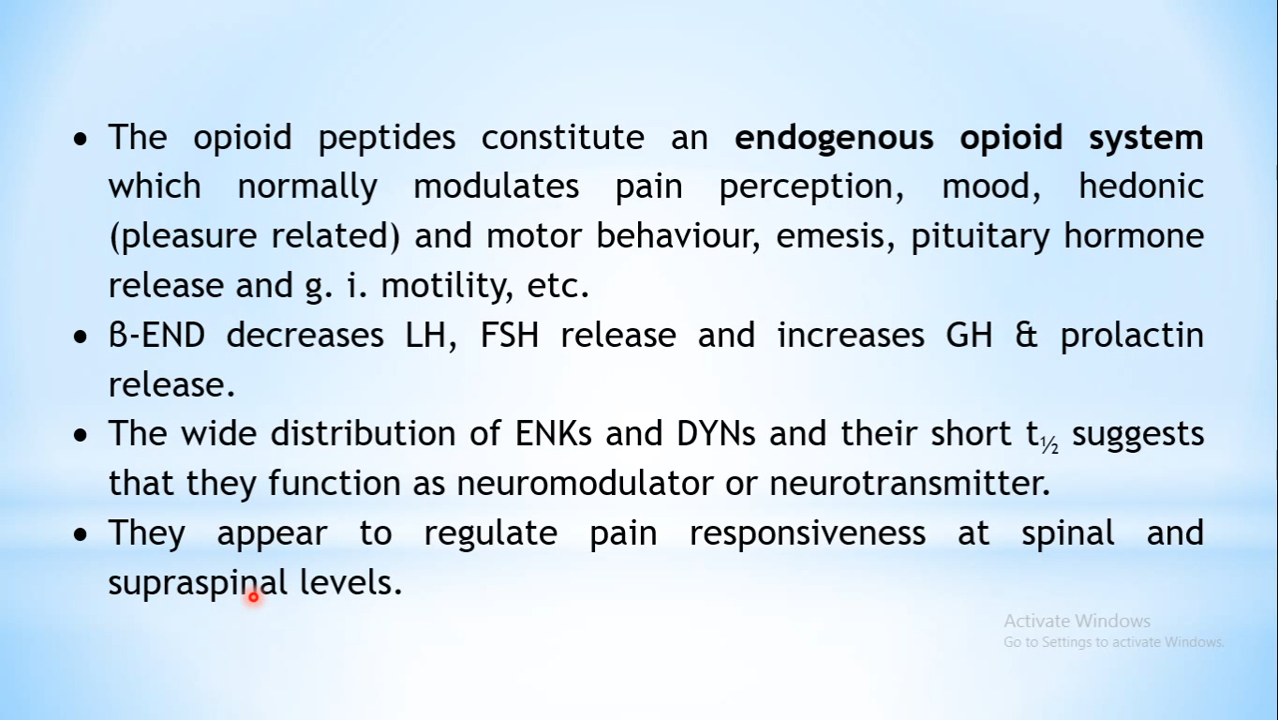 • The opioid peptides constitute an endogenous opioid system
which normally modulates pain perception, mood, hedonic
(pleasure related) and motor behaviour, emesis, pituitary hormone
release and g. i. motility, etc.
• β-END decreases LH, FSH release and increases GH & prolactin
release.
• The wide distribution of ENKs and DYNs and their short t½ suggests
that they function as neuromodulator or neurotransmitter.
• They appear to regulate pain responsiveness at spinal and
supraspinal levels.
Activate Windows
Go to Settings to activate Windows.